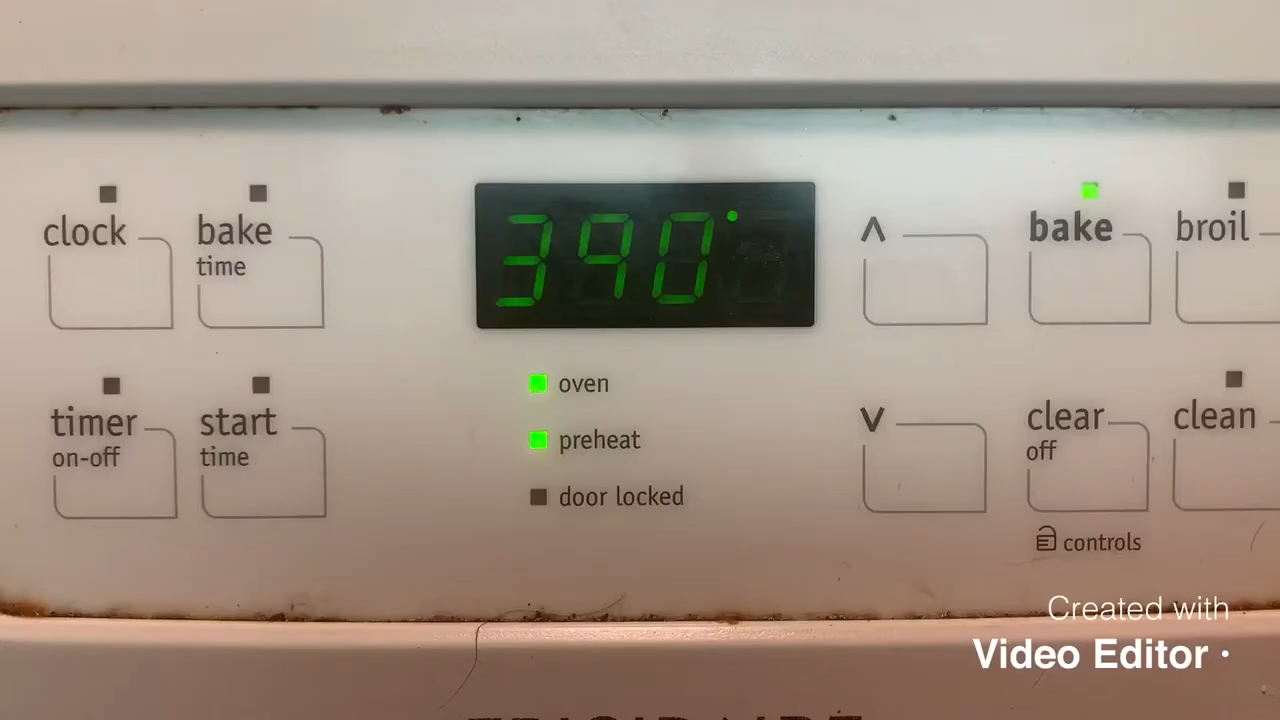 clock
bake
time
390°
bake
broil
timer
on-off
start
time
oven
preheat
door locked
clear
off
clean
controls
Created with
Video Editor ·